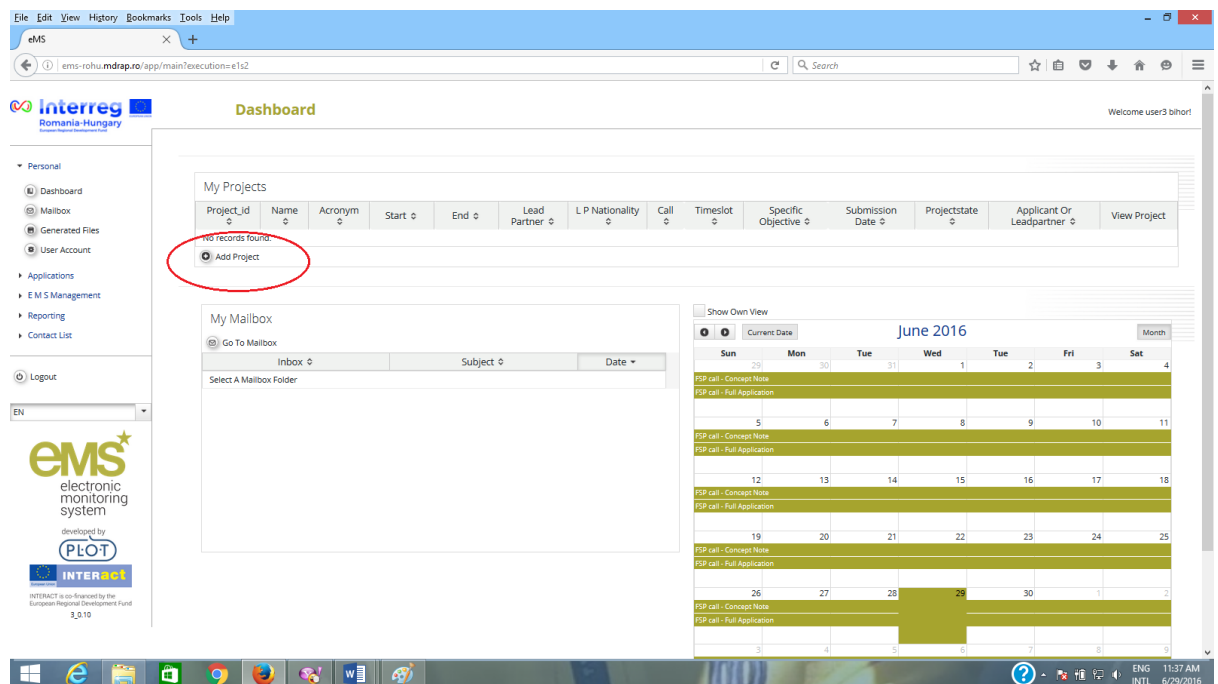 File Edit View History Bookmarks Tools Help
eMS
ems-rohu.mdrap.ro/app/main?execution=e1s2
Search
Interreg
Romania-Hungary
European Regional Development Fund
Dashboard
Welcome user3 bihor!
Personal
Dashboard
Mailbox
Generated Files
User Account
Applications
E M S Management
Reporting
Contact List
Logout
EN
eMS
electronic
monitoring
system
developed by
PLOT
INTERact
INTERACT is co-financed by the
European Regional Development Fund
3_0.10
My Projects
Project_id Name Acronym Start End Lead Partner L P Nationality Call Timeslot Specific Objective Submission Date Projectstate Applicant Or Leadpartner View Project
No records found.
Add Project
My Mailbox
Go To Mailbox
Inbox Subject Date
Select A Mailbox Folder
Show Own View
Current Date June 2016 Month
Sun Mon Tue Wed Tue Fri Sat
29 30 31 1 2 3 4
FSP call - Concept Note
FSP call - Full Application
5 6 7 8 9 10 11
FSP call - Concept Note
FSP call - Full Application
12 13 14 15 16 17 18
FSP call - Concept Note
FSP call - Full Application
19 20 21 22 23 24 25
FSP call - Concept Note
FSP call - Full Application
26 27 28 29 30 1 2
FSP call - Concept Note
FSP call - Full Application
3 4 5 6 7 8 9
ENG 11:37 AM
INTL 6/29/2016